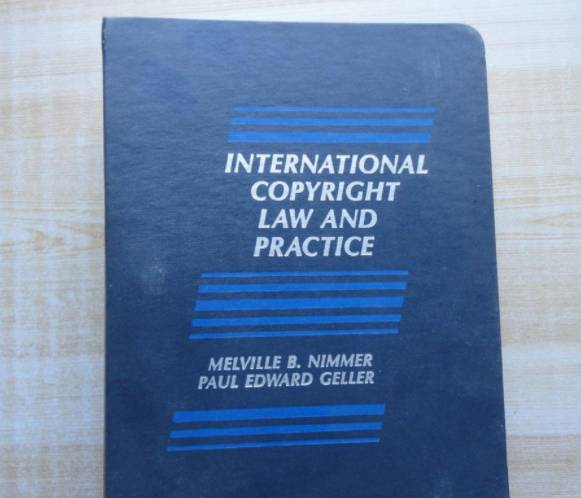 INTERNATIONAL
COPYRIGHT
LAW AND
PRACTICE
MELVILLE B. NIMMER
PAUL EDWARD GELLER